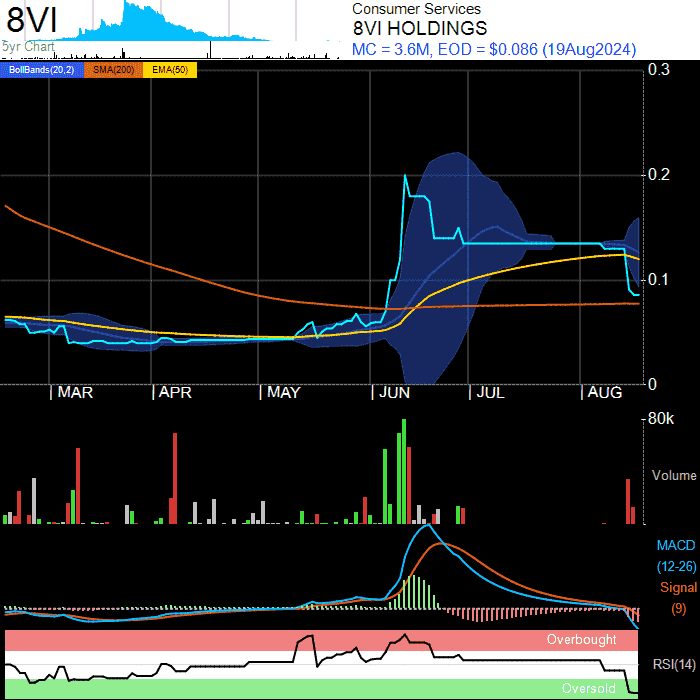 8VI
Consumer Services
8VI HOLDINGS
5yr Chart
MC = 3.6M, EOD = $0.086 (19Aug2024)
BollBands(20,2) SMA(200) EMA(50)
0.3
0.2
0.1
0
MAR APR MAY JUN JUL AUG
80k
Volume
MACD
(12-26)
Signal
(9)
Overbought
RSI(14)
Oversold